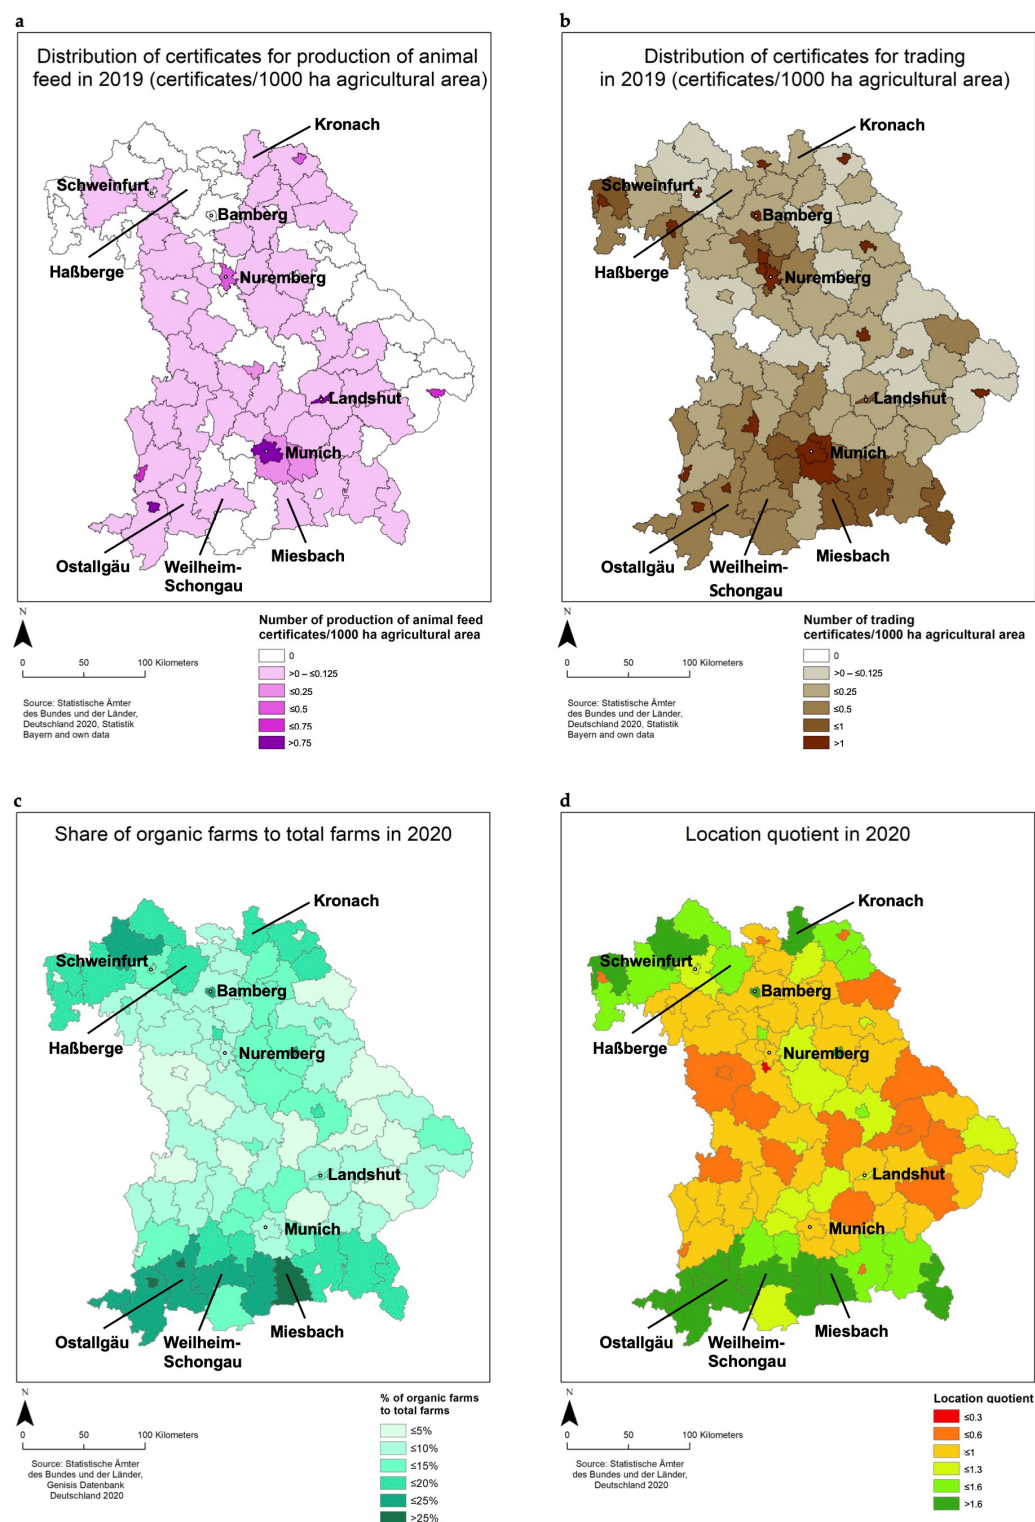 a
Distribution of certificates for production of animal
feed in 2019 (certificates/1000 ha agricultural area)
Kronach
Schweinfurt
Bamberg
Haßberge
Nuremberg
Landshut
Munich
Ostallgäu
Weilheim-
Schongau
Miesbach
N
0 50 100 Kilometers
Source: Statistische Ämter
des Bundes und der Länder,
Deutschland 2020, Statistik
Bayern and own data
Number of production of animal feed
certificates/1000 ha agricultural area
0
>0 – ≤0.125
≤0.25
≤0.5
≤0.75
>0.75
b
Distribution of certificates for trading
in 2019 (certificates/1000 ha agricultural area)
Kronach
Schweinfurt
Bamberg
Haßberge
Nuremberg
Landshut
Munich
Ostallgäu
Weilheim-
Schongau
Miesbach
N
0 50 100 Kilometers
Source: Statistische Ämter
des Bundes und der Länder,
Deutschland 2020, Statistik
Bayern and own data
Number of trading
certificates/1000 ha agricultural area
0
>0 – ≤0.125
≤0.25
≤0.5
≤1
>1
c
Share of organic farms to total farms in 2020
Kronach
Schweinfurt
Bamberg
Haßberge
Nuremberg
Landshut
Munich
Ostallgäu
Weilheim-
Schongau
Miesbach
N
0 50 100 Kilometers
Source: Statistische Ämter
des Bundes und der Länder,
Genisis Datenbank
Deutschland 2020
% of organic farms
to total farms
≤5%
≤10%
≤15%
≤20%
≤25%
>25%
d
Location quotient in 2020
Kronach
Schweinfurt
Bamberg
Haßberge
Nuremberg
Landshut
Munich
Ostallgäu
Weilheim-
Schongau
Miesbach
N
0 50 100 Kilometers
Source: Statistische Ämter
des Bundes und der Länder,
Deutschland 2020
Location quotient
≤0.3
≤0.6
≤1
≤1.3
≤1.6
>1.6